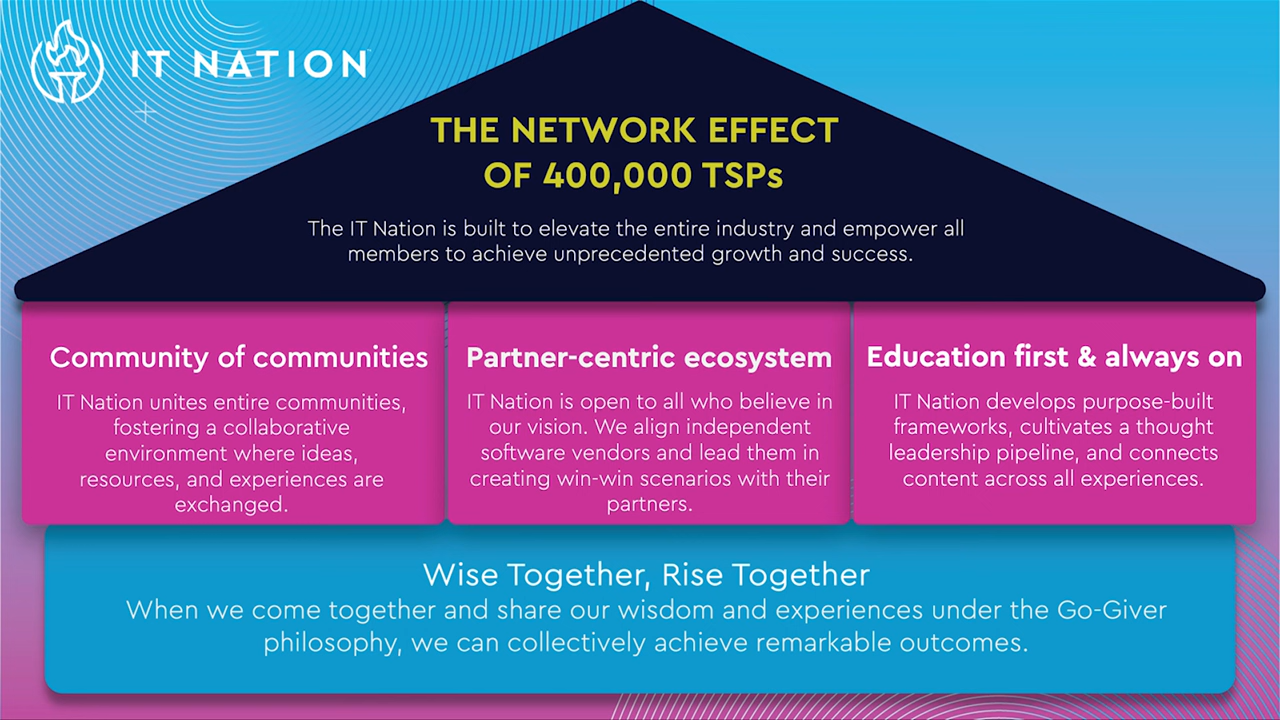 IT NATION™
THE NETWORK EFFECT
OF 400,000 TSPs
The IT Nation is built to elevate the entire industry and empower all
members to achieve unprecedented growth and success.
Community of communities
IT Nation unites entire communities,
fostering a collaborative
environment where ideas,
resources, and experiences are
exchanged.
Partner-centric ecosystem
IT Nation is open to all who believe in
our vision. We align independent
software vendors and lead them in
creating win-win scenarios with their
partners.
Education first & always on
IT Nation develops purpose-built
frameworks, cultivates a thought
leadership pipeline, and connects
content across all experiences.
Wise Together, Rise Together
When we come together and share our wisdom and experiences under the Go-Giver
philosophy, we can collectively achieve remarkable outcomes.